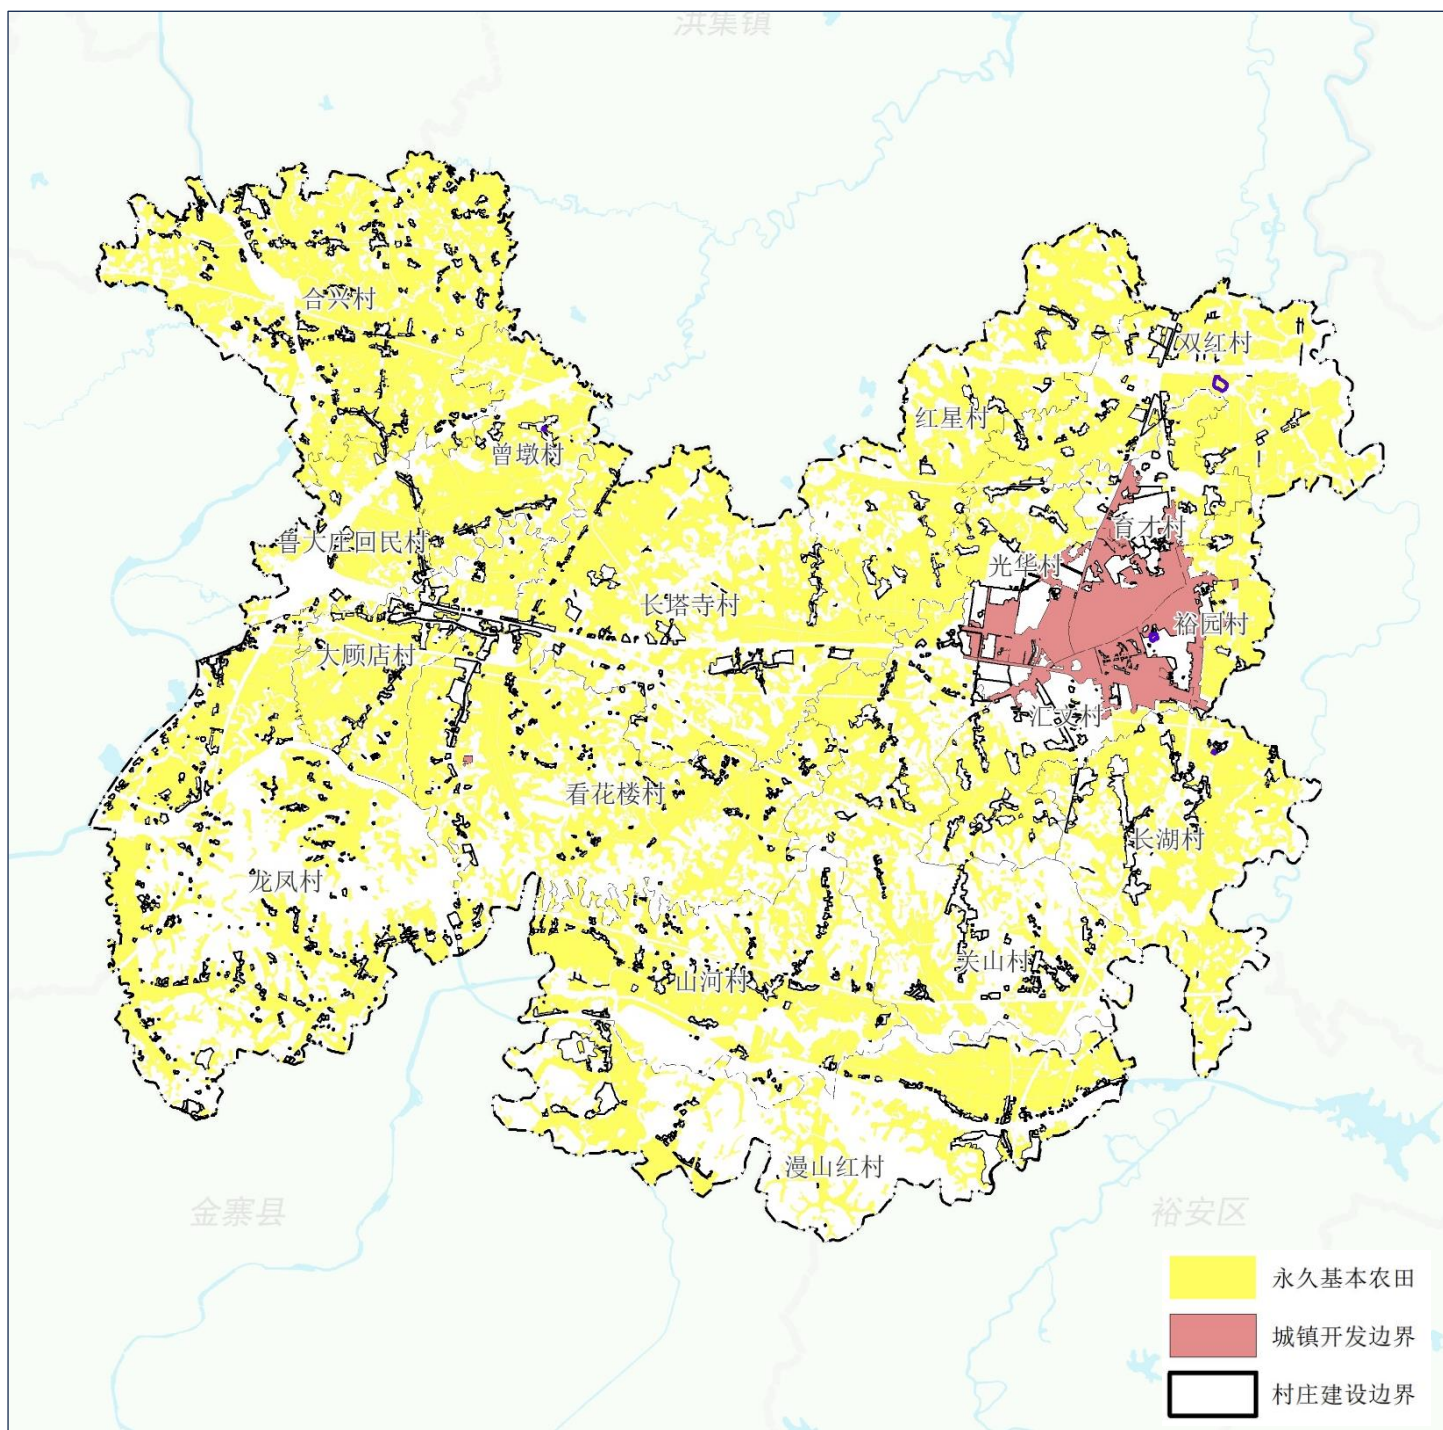 洪集镇
合兴村
双红村
红星村
曾墩村
育才村
鲁大庄回民村
光华村
长塔寺村
裕园村
大顾店村
汇文村
看花楼村
长湖村
龙凤村
关山村
山河村
漫山红村
金寨县
裕安区
永久基本农田
城镇开发边界
村庄建设边界